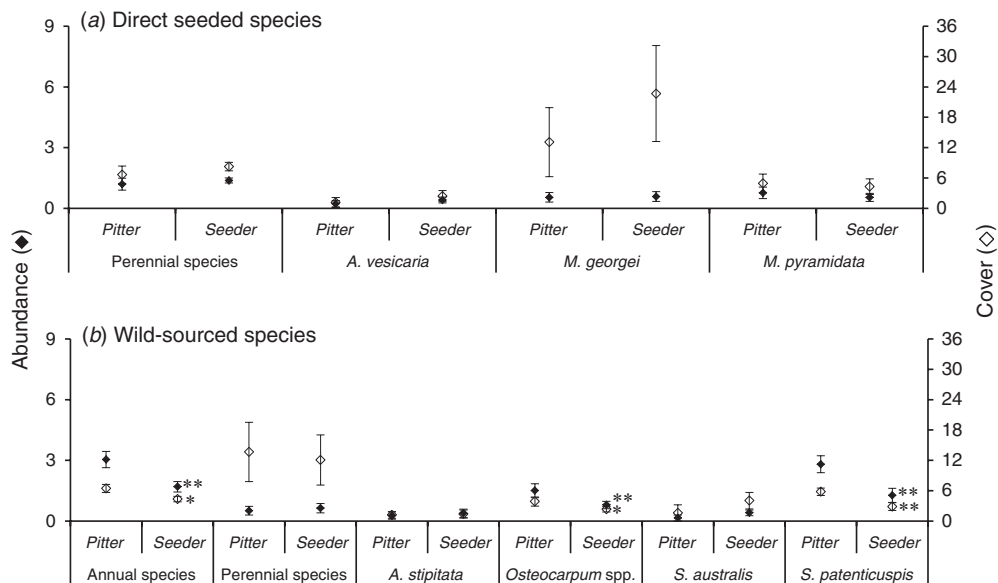 (a) Direct seeded species
9
6
3
0
36
30
24
18
12
6
0
Pitter Seeder Pitter Seeder Pitter Seeder Pitter Seeder
Perennial species A. vesicaria M. georgei M. pyramidata
Abundance (◆)
Cover (◇)
(b) Wild-sourced species
9
6
3
0
36
30
24
18
12
6
0
** * ** * ** **
Pitter Seeder Pitter Seeder Pitter Seeder Pitter Seeder Pitter Seeder Pitter Seeder
Annual species Perennial species A. stipitata Osteocarpum spp. S. australis S. patenticuspis